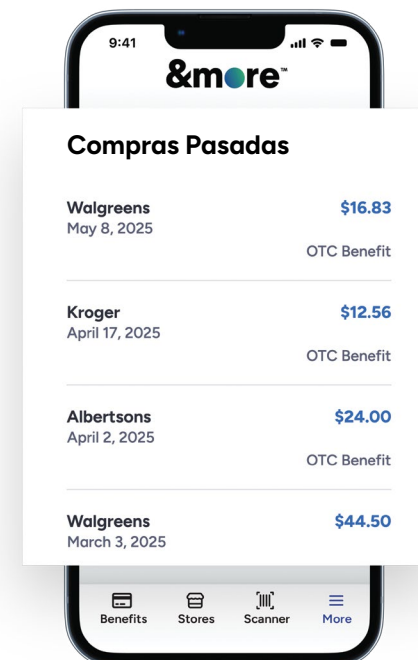 9:41
&more™
Compras Pasadas
Walgreens $16.83
May 8, 2025
OTC Benefit
Kroger $12.56
April 17, 2025
OTC Benefit
Albertsons $24.00
April 2, 2025
OTC Benefit
Walgreens $44.50
March 3, 2025
Benefits Stores Scanner More